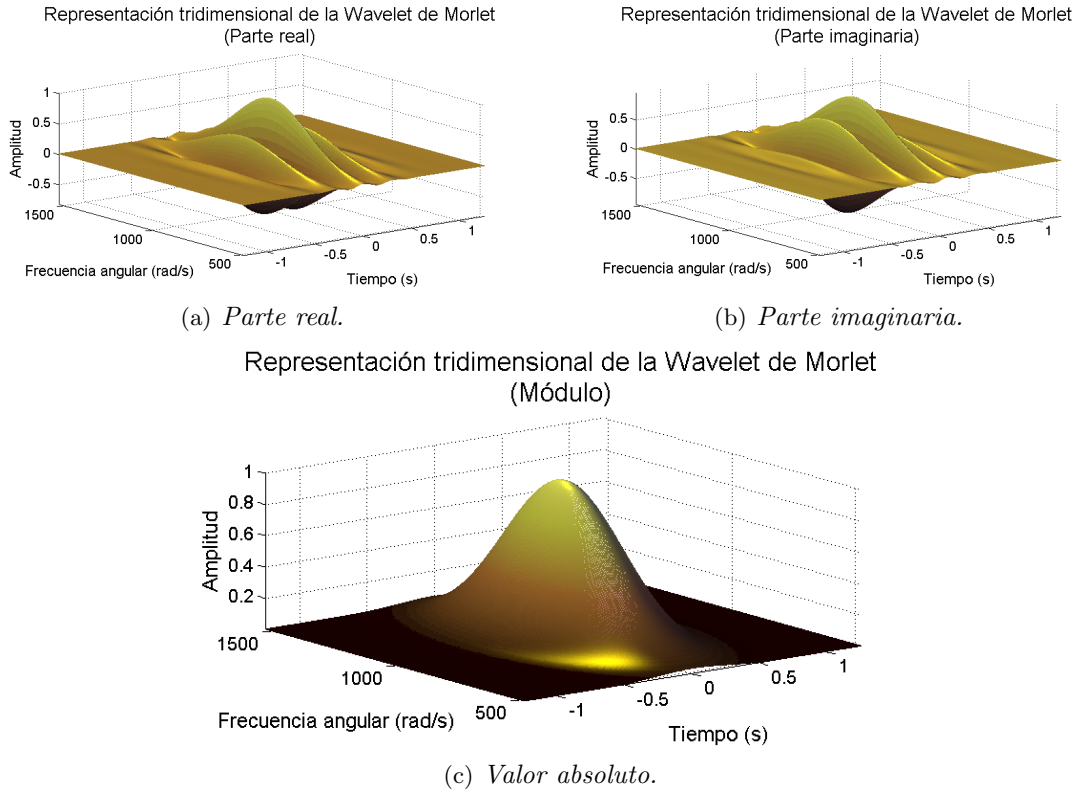 Representación tridimensional de la Wavelet de Morlet
(Parte real)
1
0.5
0
-0.5
Amplitud
1500
1000
500
Frecuencia angular (rad/s)
-1
-0.5
0
0.5
1
Tiempo (s)
(a) Parte real.
Representación tridimensional de la Wavelet de Morlet
(Parte imaginaria)
0.5
0
-0.5
Amplitud
1500
1000
500
Frecuencia angular (rad/s)
-1
-0.5
0
0.5
1
Tiempo (s)
(b) Parte imaginaria.
Representación tridimensional de la Wavelet de Morlet
(Módulo)
1
0.8
0.6
0.4
0.2
Amplitud
1500
1000
500
Frecuencia angular (rad/s)
-1
-0.5
0
0.5
1
Tiempo (s)
(c) Valor absoluto.